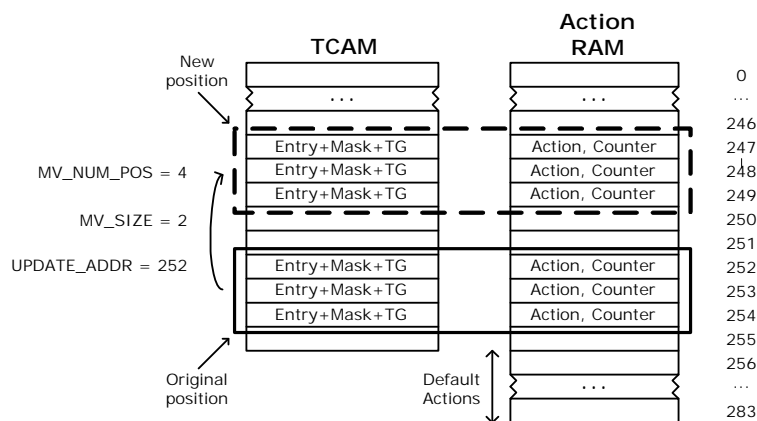 Action
TCAM RAM
New
position
0
... ... ...
246
Entry+Mask+TG Action, Counter 247
MV_NUM_POS = 4 Entry+Mask+TG Action, Counter 248
Entry+Mask+TG Action, Counter 249
MV_SIZE = 2 250
251
UPDATE_ADDR = 252 Entry+Mask+TG Action, Counter 252
Entry+Mask+TG Action, Counter 253
Entry+Mask+TG Action, Counter 254
255
256
Original
position
Default
Actions
... ...
283